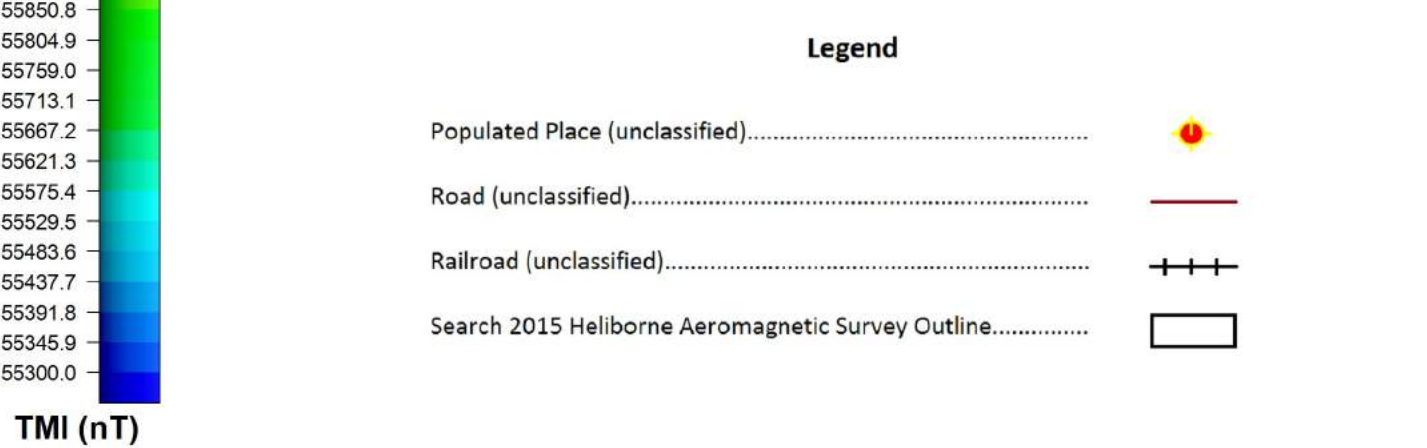 55850.8
55804.9
55759.0
55713.1
55667.2
55621.3
55575.4
55529.5
55483.6
55437.7
55391.8
55345.9
55300.0
TMI (nT)
Legend
Populated Place (unclassified)
Road (unclassified)
Railroad (unclassified)
Search 2015 Heliborne Aeromagnetic Survey Outline